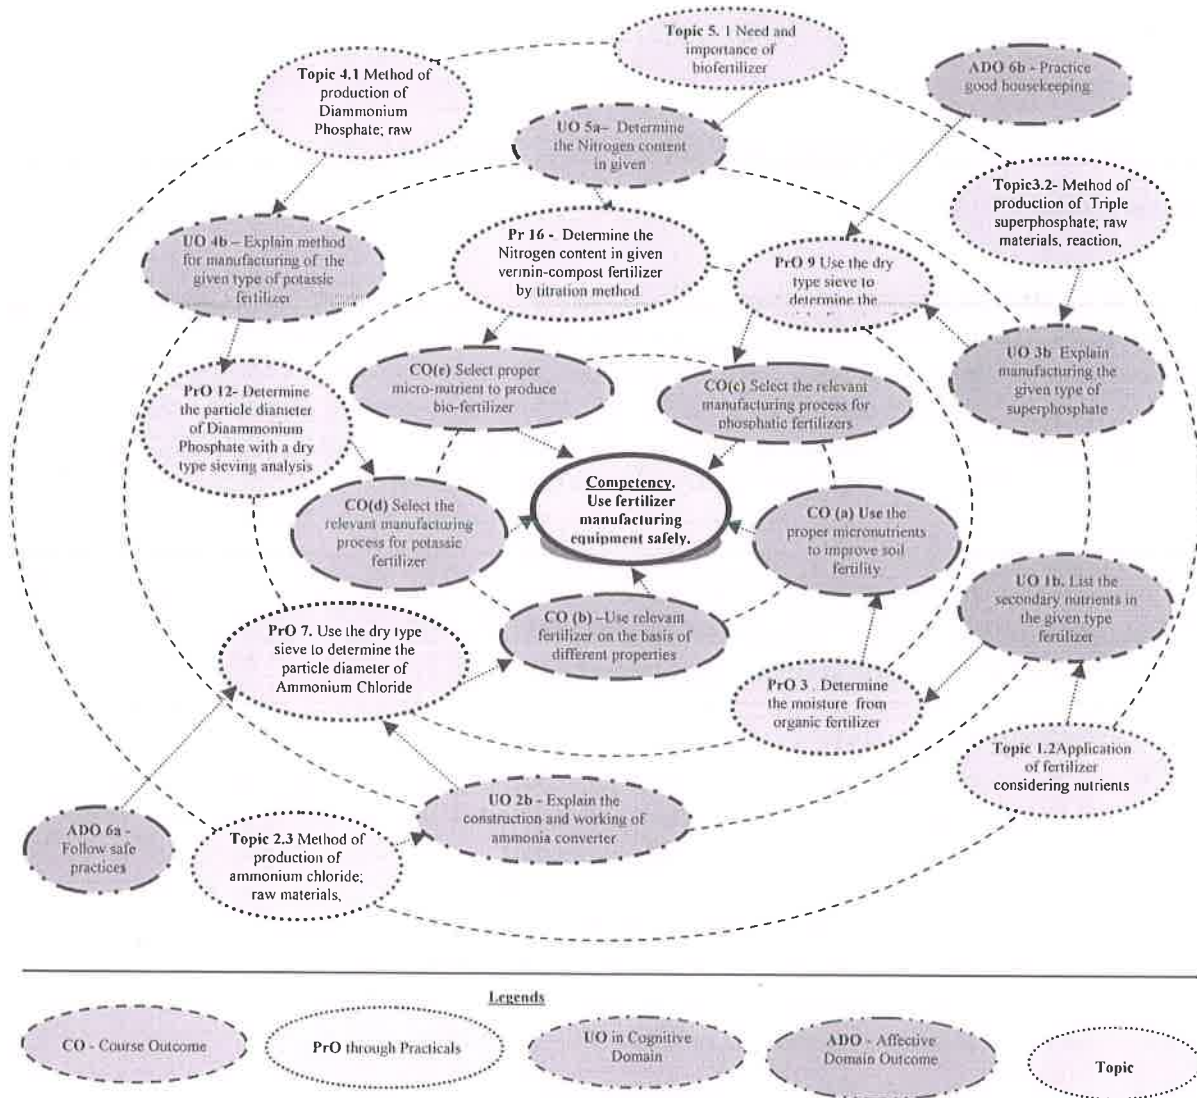 Topic 5. 1 Need and
importance of
biofertilizer
Topic 4.1 Method of
production of
Diammonium
Phosphate; raw
ADO 6b - Practice
good housekeeping
UO 5a– Determine
the Nitrogen content
in given
Topic3.2- Method of
production of Triple
superphosphate; raw
materials, reaction,
UO 4b – Explain method
for manufacturing of the
given type of potassic
fertilizer
Pr 16 - Determine the
Nitrogen content in given
vermin-compost fertilizer
by titration method
PrO 9 Use the dry
type sieve to
determine the
UO 3b Explain
manufacturing the
given type of
superphosphate
CO(e) Select proper
micro-nutrient to produce
bio-fertilizer
CO(c) Select the relevant
manufacturing process for
phosphatic fertilizers
PrO 12- Determine
the particle diameter
of Diaammonium
Phosphate with a dry
type sieving analysis
Competency.
Use fertilizer
manufacturing
equipment safely.
CO(d) Select the
relevant manufacturing
process for potassic
fertilizer
CO (a) Use the
proper micronutrients
to improve soil
fertility
UO 1b. List the
secondary nutrients in
the given type
fertilizer
CO (b) –Use relevant
fertilizer on the basis of
different properties
PrO 7. Use the dry type
sieve to determine the
particle diameter of
Ammonium Chloride
PrO 3 . Determine
the moisture from
organic fertilizer
Topic 1.2Application
of fertilizer
considering nutrients
UO 2b - Explain the
construction and working of
ammonia converter
ADO 6a -
Follow safe
practices
Topic 2.3 Method of
production of
ammonium chloride;
raw materials,
Legends
CO - Course Outcome
PrO through Practicals
UO in Cognitive
Domain
ADO - Affective
Domain Outcome
Topic